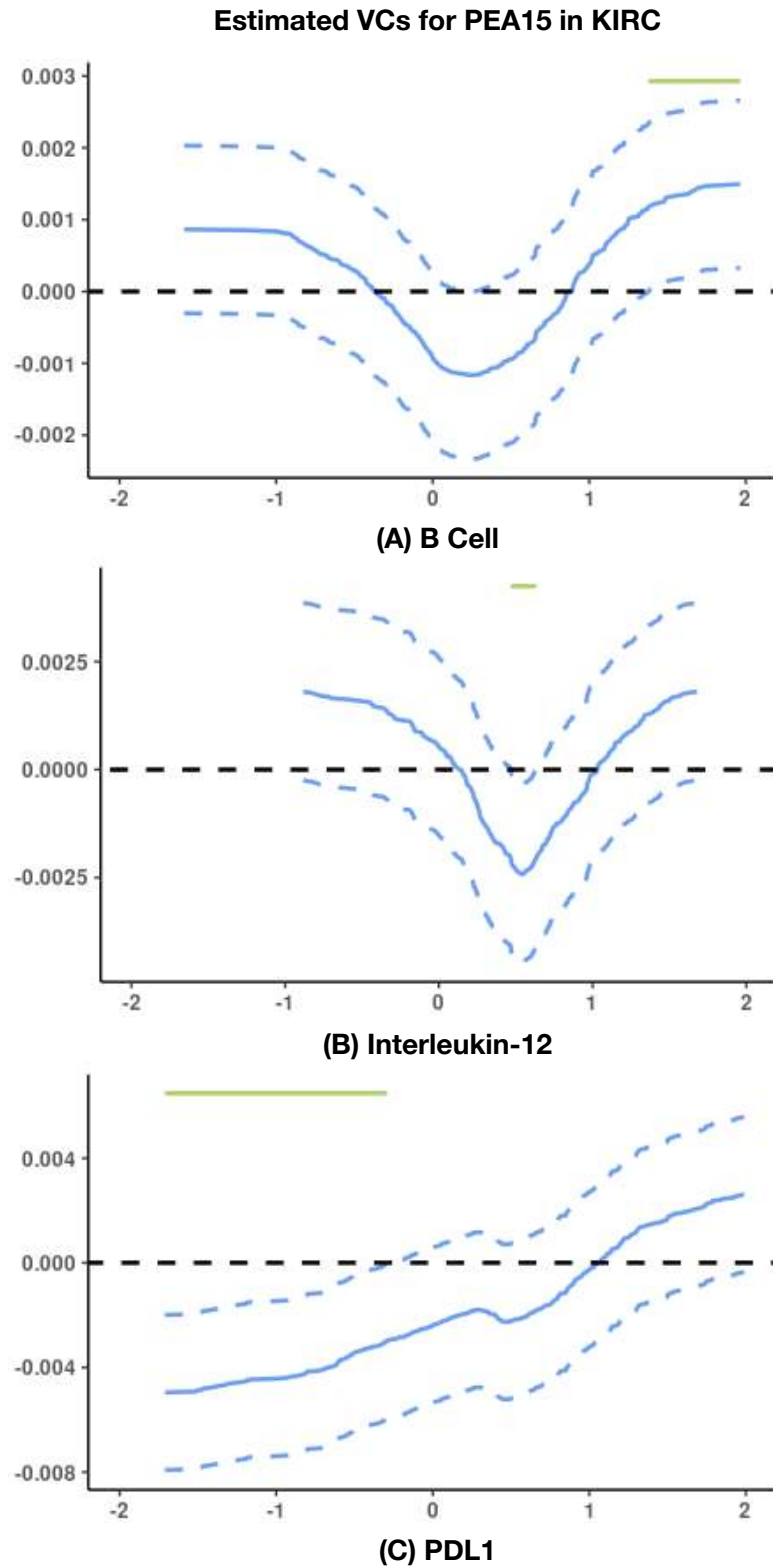 Estimated VCs for PEA15 in KIRC
0.003
0.002
0.001
0.000
-0.001
-0.002
-2 -1 0 1 2
(A) B Cell
0.0025
0.0000
-0.0025
-2 -1 0 1 2
(B) Interleukin-12
0.004
0.000
-0.004
-0.008
-2 -1 0 1 2
(C) PDL1